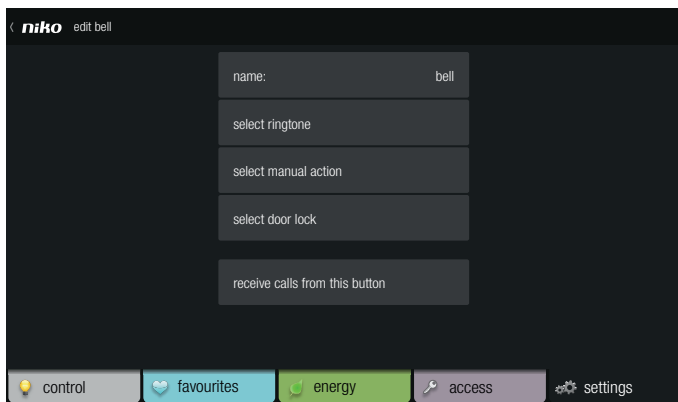 niko edit bell
name: bell
select ringtone
select manual action
select door lock
receive calls from this button
control favourites energy access settings